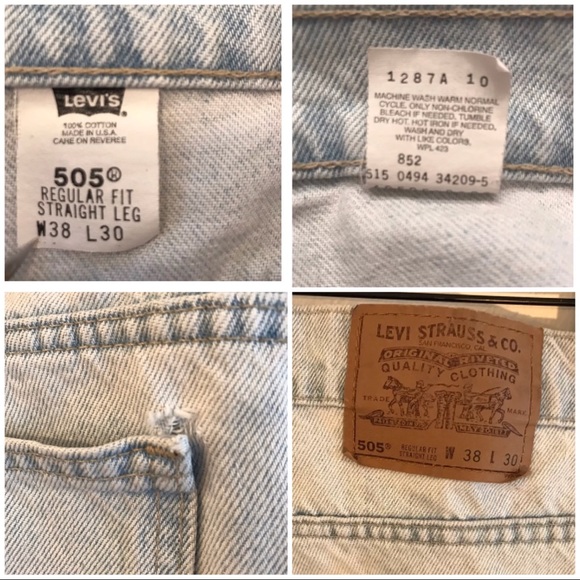 Levi's
100% COTTON
MADE IN U.S.A.
CARE ON REVERSE
505®
REGULAR FIT
STRAIGHT LEG
W38 L30
1287A 10
MACHINE WASH WARM NORMAL
CYCLE. ONLY NON-CHLORINE
BLEACH IF NEEDED. TUMBLE
DRY HOT. HOT IRON IF NEEDED.
WASH AND DRY
WITH LIKE COLORS.
WPL 423
852
515 0494 34209-5
LEVI STRAUSS & CO.
SAN FRANCISCO, CAL.
ORIGINAL RIVETED
QUALITY CLOTHING
TRADE MARK
505® REGULAR FIT STRAIGHT LEG W 38 L 30